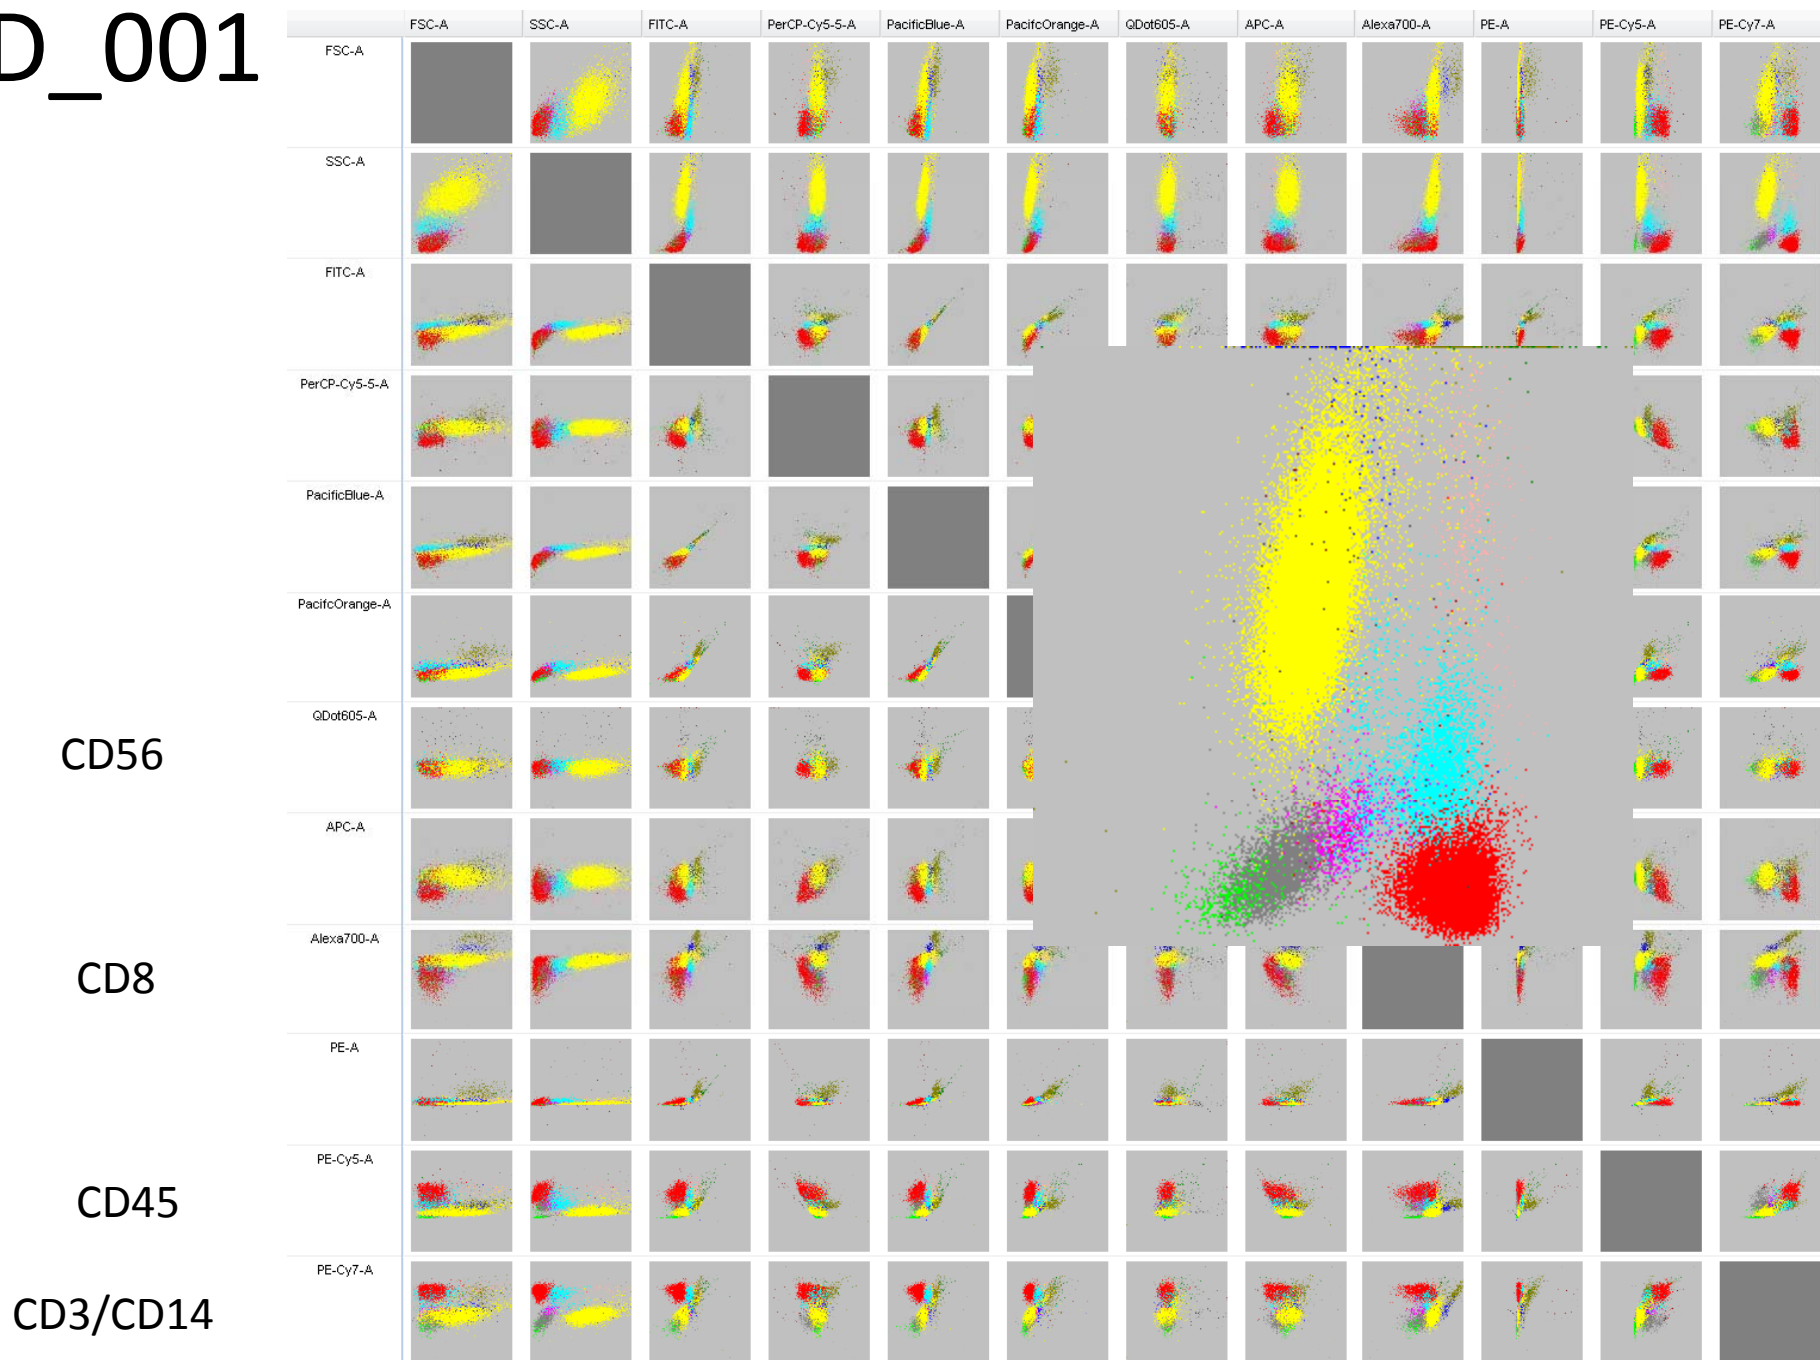 D_001
FSC-A SSC-A FITC-A PerCP-Cy5-5-A PacificBlue-A PacifcOrange-A QDot605-A APC-A Alexa700-A PE-A PE-Cy5-A PE-Cy7-A
FSC-A
SSC-A
FITC-A
PerCP-Cy5-5-A
PacificBlue-A
PacifcOrange-A
QDot605-A
CD56
APC-A
Alexa700-A
CD8
PE-A
PE-Cy5-A
CD45
PE-Cy7-A
CD3/CD14